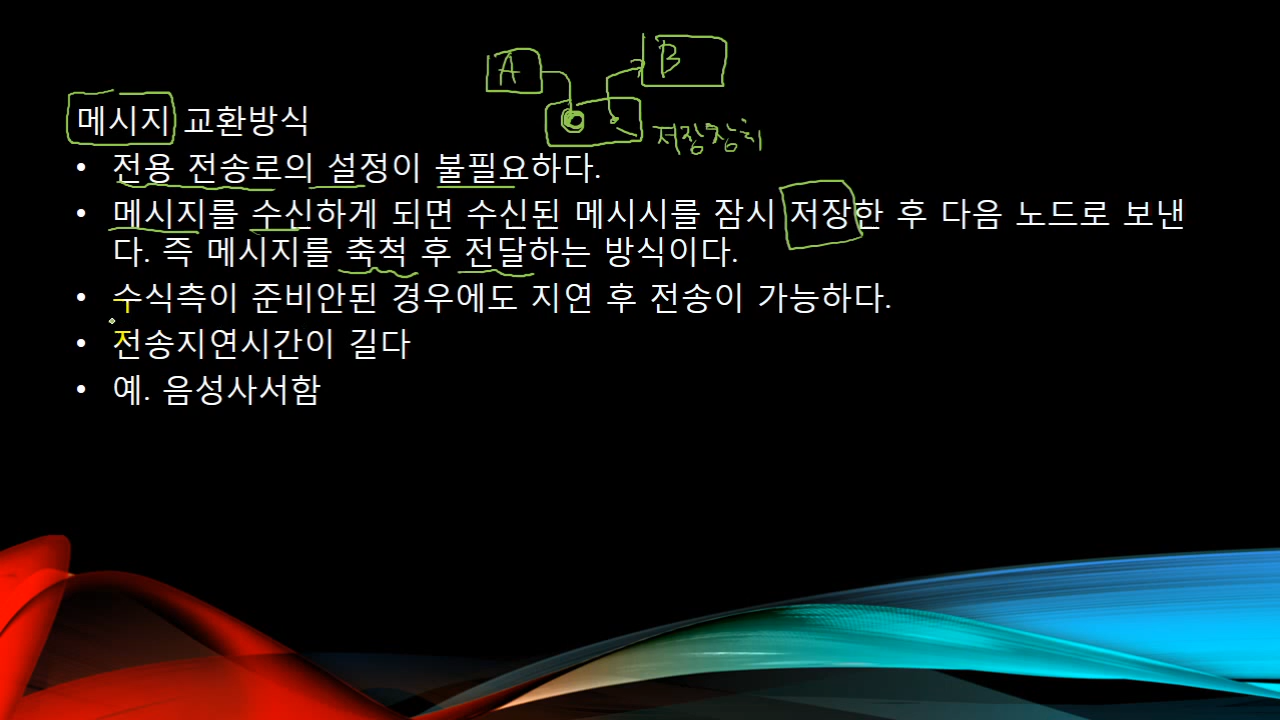 A
B
저장장치
메시지 교환방식
• 전용 전송로의 설정이 불필요하다.
• 메시지를 수신하게 되면 수신된 메시시를 잠시 저장한 후 다음 노드로 보낸
다. 즉 메시지를 축척 후 전달하는 방식이다.
• 수식측이 준비안된 경우에도 지연 후 전송이 가능하다.
• 전송지연시간이 길다
• 예. 음성사서함